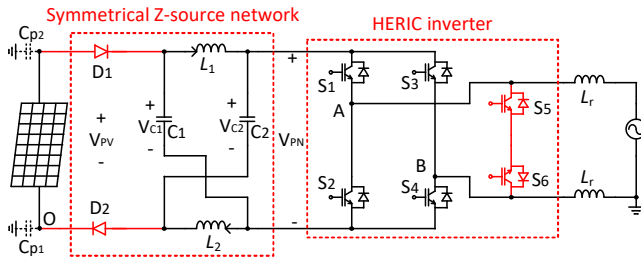 Symmetrical Z-source network
HERIC inverter
Cp2
D1
L1
+
+
+
S1
S3
Lr
A
S5
+
VPV
-
VC1
C1
VC2
C2
VPN
-
-
B
S2
S4
S6
Lr
O
D2
Cp1
L2
-